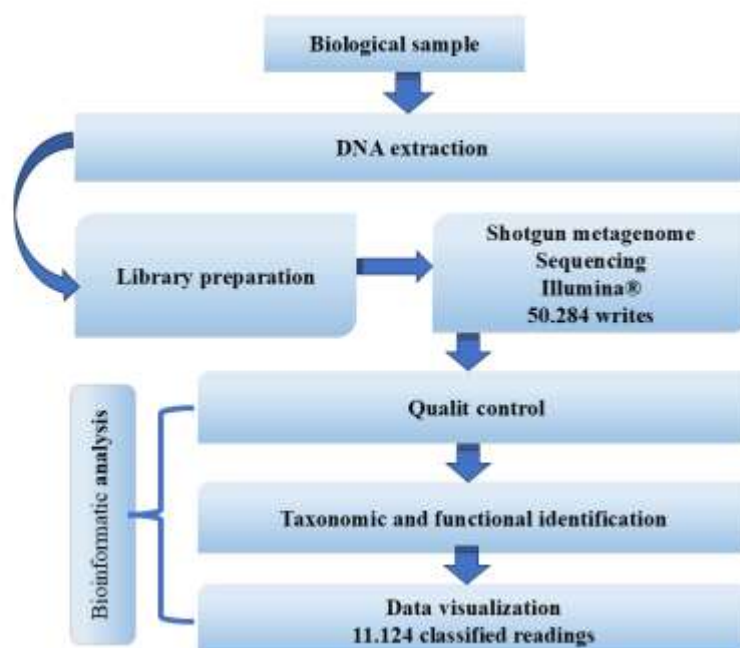 Biological sample
DNA extraction
Library preparation
Shotgun metagenome
Sequencing
Illumina®
50.284 writes
Qualit control
Bioinformatic analysis
Taxonomic and functional identification
Data visualization
11.124 classified readings